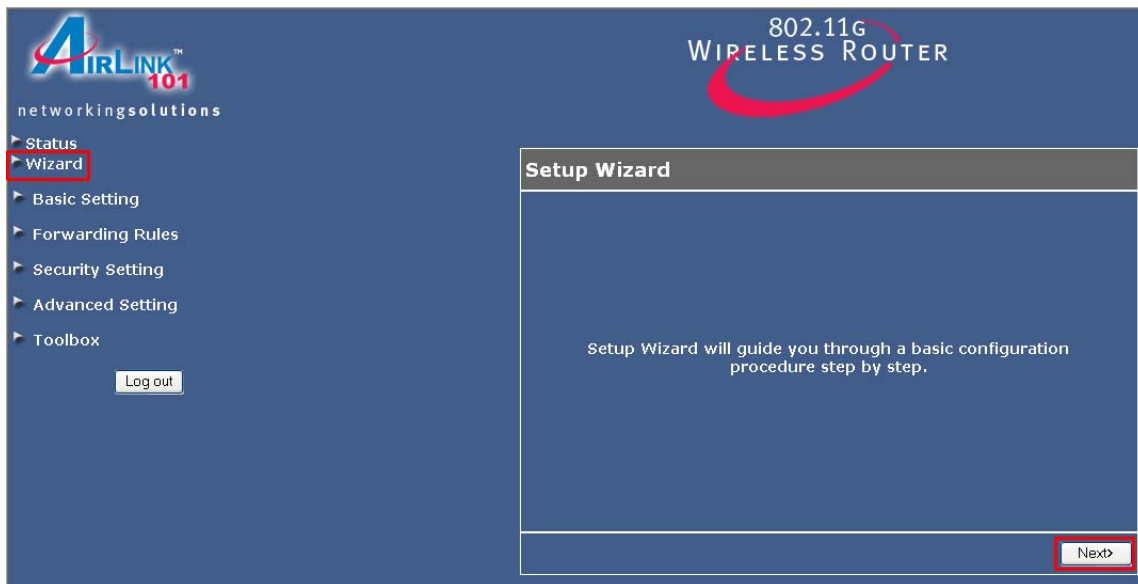 AIRLINK™
101
networkingsolutions
802.11G
WIRELESS ROUTER
Status
Wizard
Basic Setting
Forwarding Rules
Security Setting
Advanced Setting
Toolbox
Log out
Setup Wizard
Setup Wizard will guide you through a basic configuration
procedure step by step.
Next>